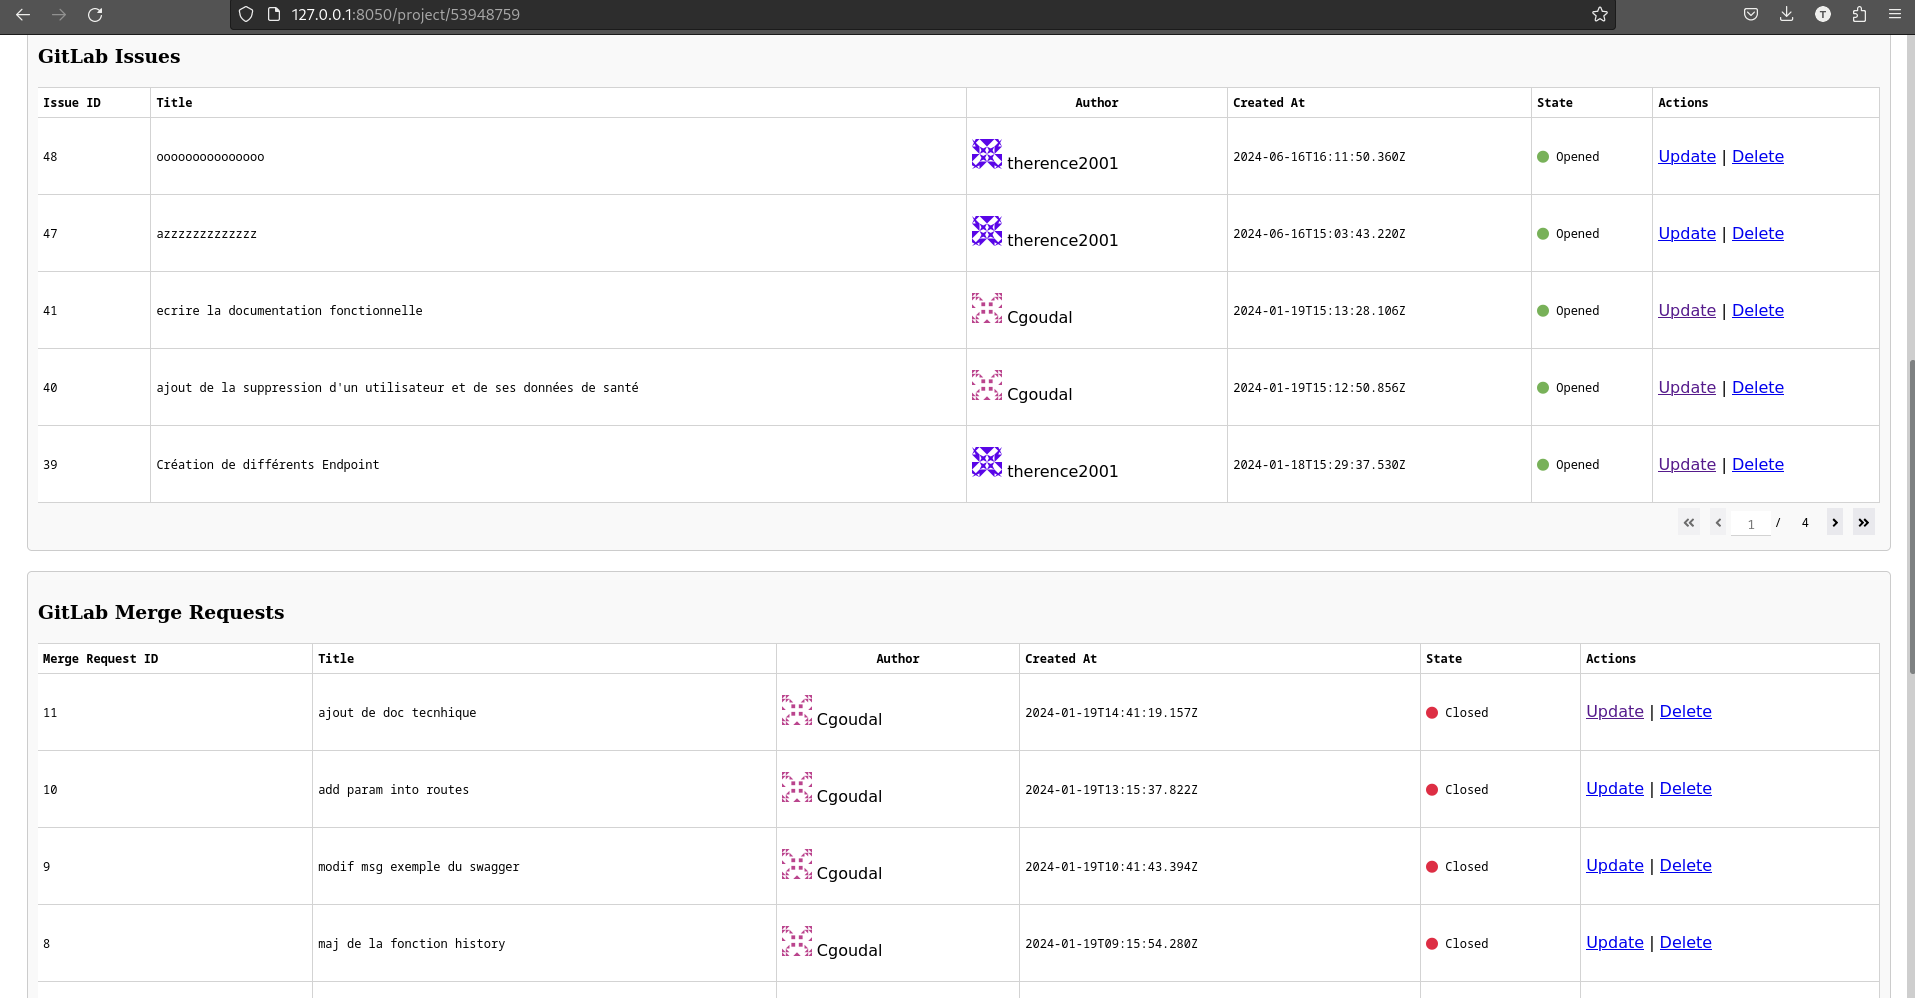 127.0.0.1:8050/project/53948759
T
GitLab Issues
Issue ID Title Author Created At State Actions
48 ooooooooooooooo therence2001 2024-06-16T16:11:50.360Z Opened Update | Delete
47 azzzzzzzzzzzzz therence2001 2024-06-16T15:03:43.220Z Opened Update | Delete
41 ecrire la documentation fonctionnelle Cgoudal 2024-01-19T15:13:28.106Z Opened Update | Delete
40 ajout de la suppression d'un utilisateur et de ses données de santé Cgoudal 2024-01-19T15:12:50.856Z Opened Update | Delete
39 Création de différents Endpoint therence2001 2024-01-18T15:29:37.530Z Opened Update | Delete
1 / 4
GitLab Merge Requests
Merge Request ID Title Author Created At State Actions
11 ajout de doc tecnhique Cgoudal 2024-01-19T14:41:19.157Z Closed Update | Delete
10 add param into routes Cgoudal 2024-01-19T13:15:37.822Z Closed Update | Delete
9 modif msg exemple du swagger Cgoudal 2024-01-19T10:41:43.394Z Closed Update | Delete
8 maj de la fonction history Cgoudal 2024-01-19T09:15:54.280Z Closed Update | Delete